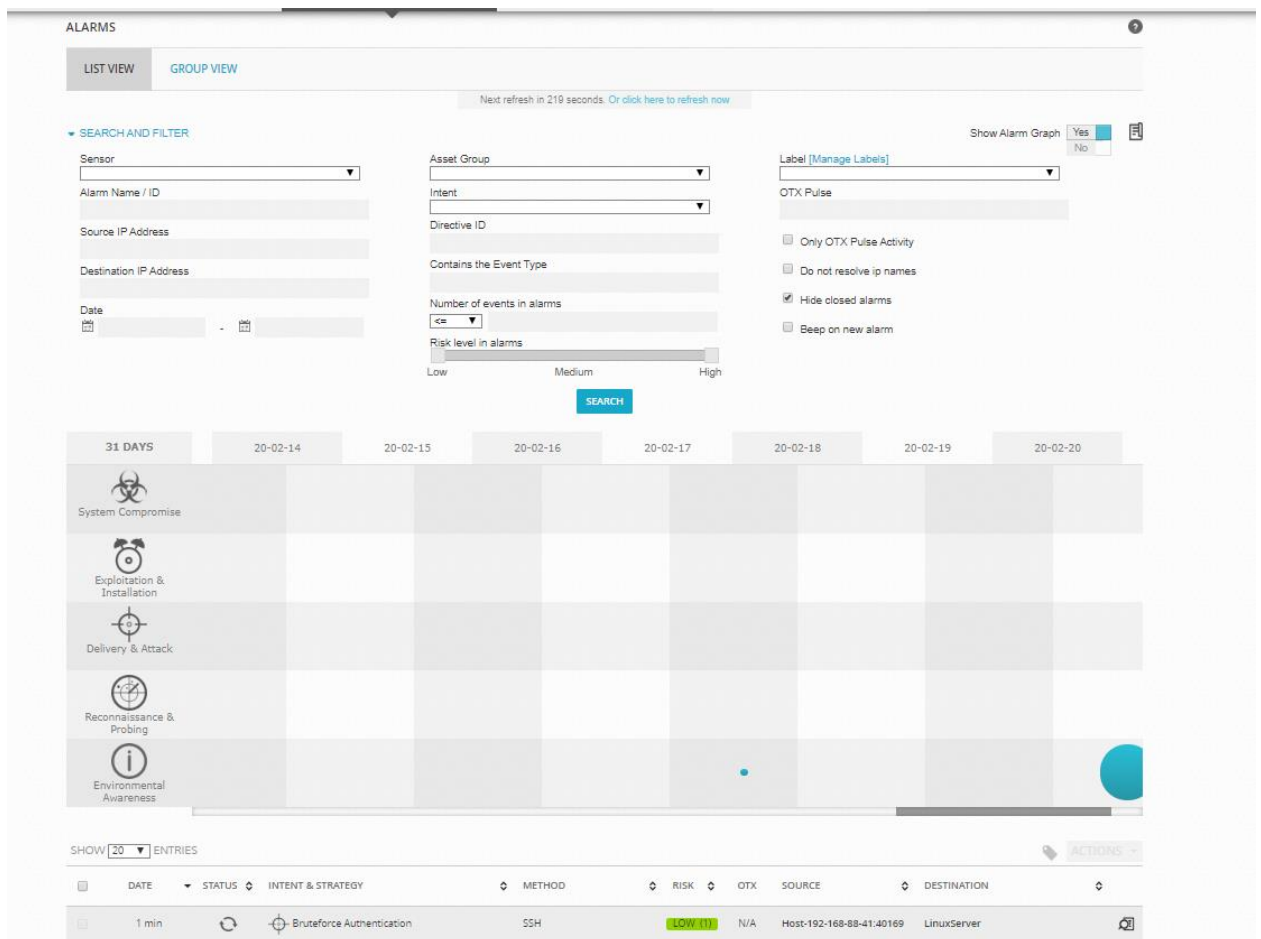 ALARMS
LIST VIEW GROUP VIEW
Next refresh in 219 seconds. Or click here to refresh now
SEARCH AND FILTER
Show Alarm Graph Yes
No
Sensor
Asset Group
Label [Manage Labels]
Alarm Name / ID
Intent
OTX Pulse
Source IP Address
Directive ID
Only OTX Pulse Activity
Destination IP Address
Contains the Event Type
Do not resolve ip names
Date
Number of events in alarms
Hide closed alarms
-
<=
Beep on new alarm
Risk level in alarms
Low Medium High
SEARCH
31 DAYS 20-02-14 20-02-15 20-02-16 20-02-17 20-02-18 20-02-19 20-02-20
System Compromise
Exploitation &
Installation
Delivery & Attack
Reconnaissance &
Probing
Environmental
Awareness
SHOW 20 ENTRIES
ACTIONS
DATE STATUS INTENT & STRATEGY METHOD RISK OTX SOURCE DESTINATION
1 min Bruteforce Authentication SSH LOW (1) N/A Host-192-168-88-41:40169 LinuxServer